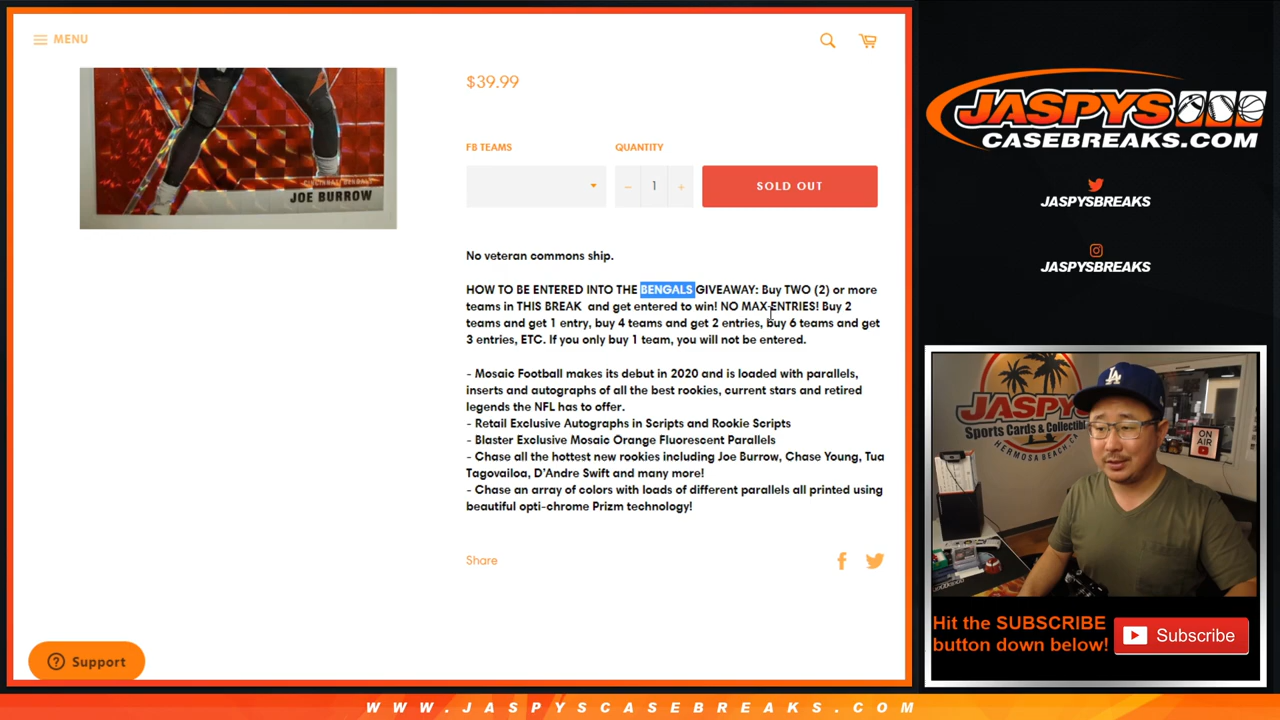 MENU
$39.99
FB TEAMS
QUANTITY
1
SOLD OUT
CINCINNATI BENGALS
JOE BURROW
No veteran commons ship.
HOW TO BE ENTERED INTO THE BENGALS GIVEAWAY: Buy TWO (2) or more
teams in THIS BREAK and get entered to win! NO MAX ENTRIES! Buy 2
teams and get 1 entry, buy 4 teams and get 2 entries, buy 6 teams and get
3 entries, ETC. If you only buy 1 team, you will not be entered.
- Mosaic Football makes its debut in 2020 and is loaded with parallels,
inserts and autographs of all the best rookies, current stars and retired
legends the NFL has to offer.
- Retail Exclusive Autographs in Scripts and Rookie Scripts
- Blaster Exclusive Mosaic Orange Fluorescent Parallels
- Chase all the hottest new rookies including Joe Burrow, Chase Young, Tua
Tagovailoa, D'Andre Swift and many more!
- Chase an array of colors with loads of different parallels all printed using
beautiful opti-chrome Prizm technology!
Share
Support
JASPYS
CASEBREAKS.COM
JASPYSBREAKS
JASPYSBREAKS
JASPYS
Sports Cards & Collectibl
HERMOSA BEACH, CA
LA
ON
AIR
Hit the SUBSCRIBE
button down below!
Subscribe
WWW.JASPYSCASEBREAKS.COM